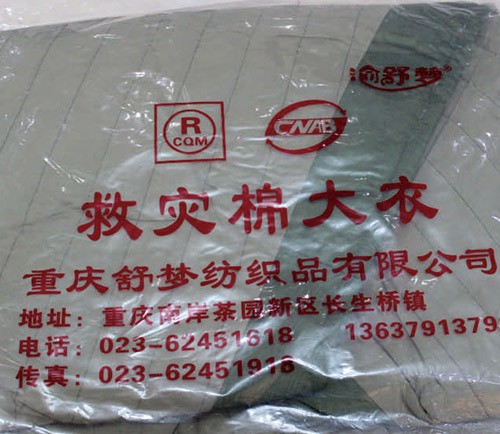 渝舒梦®
R
CQM
CNAB
救灾棉大衣
重庆舒梦纺织品有限公司
地址：重庆南岸茶园新区长生桥镇
电话：023-62451618 1363791379
传真：023-62451918